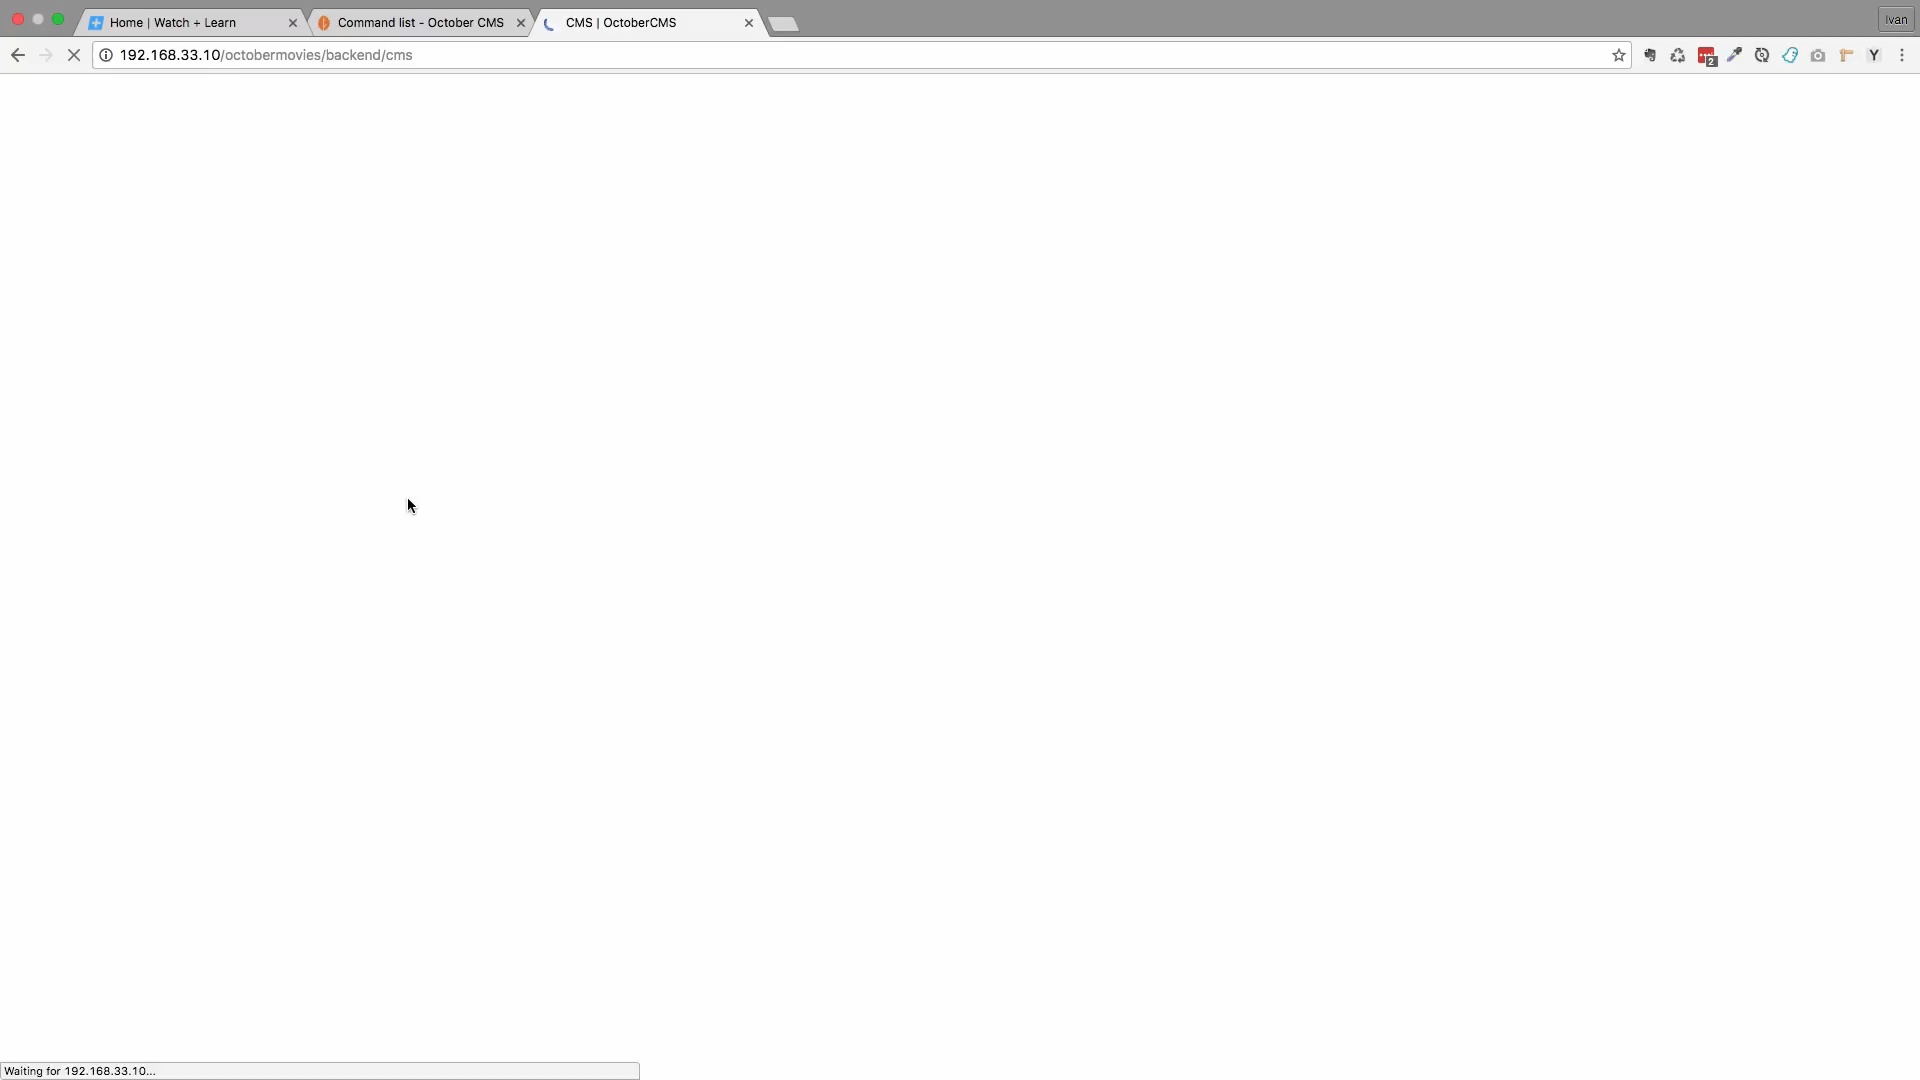 Home | Watch + Learn
Command list - October CMS
CMS | OctoberCMS
Ivan
192.168.33.10/octobermovies/backend/cms
2
Y
Waiting for 192.168.33.10...